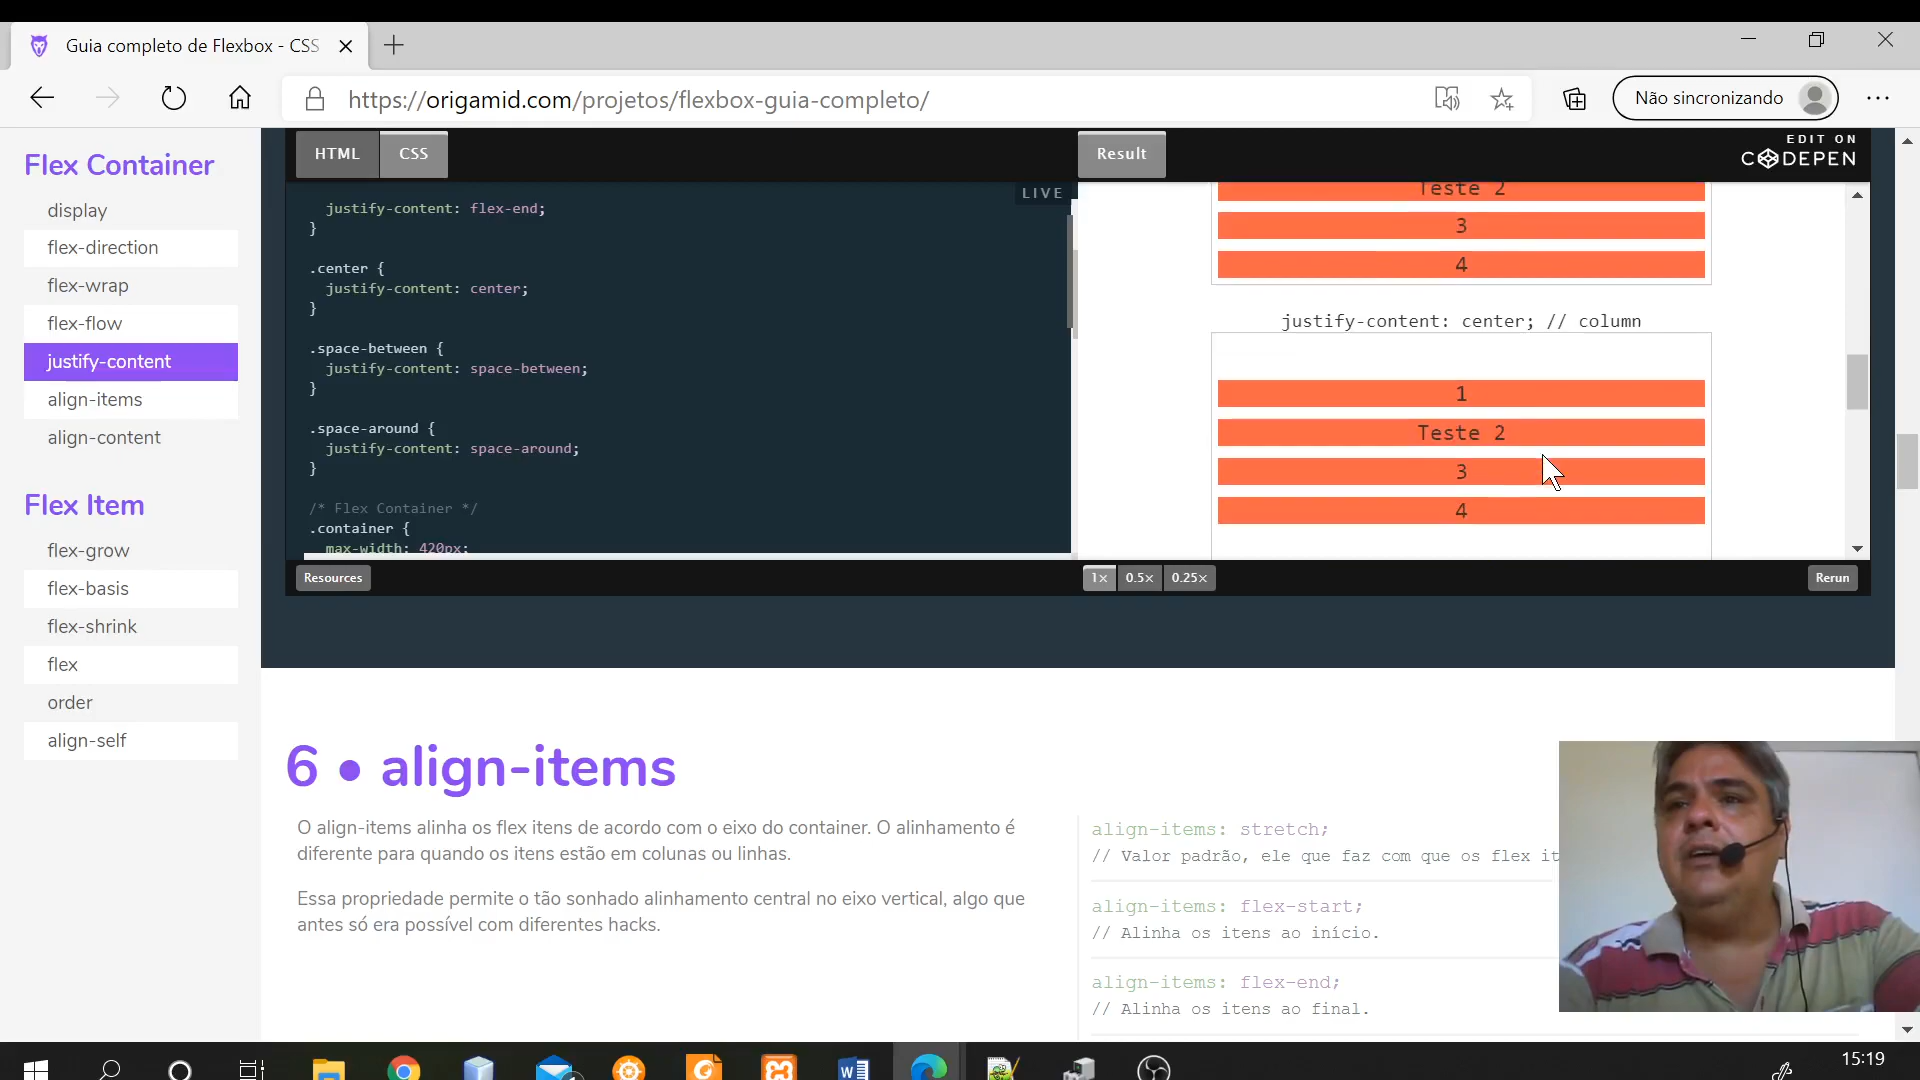 Guia completo de Flexbox - CSS
https://origamid.com/projetos/flexbox-guia-completo/
Não sincronizando
Flex Container
display
flex-direction
flex-wrap
flex-flow
justify-content
align-items
align-content
Flex Item
flex-grow
flex-basis
flex-shrink
flex
order
align-self
HTML
CSS
Result
EDIT ON
CODEPEN
LIVE
justify-content: flex-end;
}
.center {
justify-content: center;
}
.space-between {
justify-content: space-between;
}
.space-around {
justify-content: space-around;
}
/* Flex Container */
.container {
max-width: 420px;
Teste 2
3
4
justify-content: center; // column
1
Teste 2
3
4
Resources
1×
0.5×
0.25×
Rerun
6 • align-items
O align-items alinha os flex itens de acordo com o eixo do container. O alinhamento é
diferente para quando os itens estão em colunas ou linhas.
Essa propriedade permite o tão sonhado alinhamento central no eixo vertical, algo que
antes só era possível com diferentes hacks.
align-items: stretch;
// Valor padrão, ele que faz com que os flex it
align-items: flex-start;
// Alinha os itens ao início.
align-items: flex-end;
// Alinha os itens ao final.
15:19